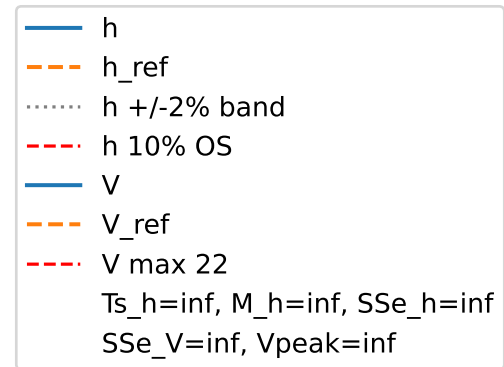 h
h_ref
h +/-2% band
h 10% OS
V
V_ref
V max 22
Ts_h=inf, M_h=inf, SSe_h=inf
SSe_V=inf, Vpeak=inf